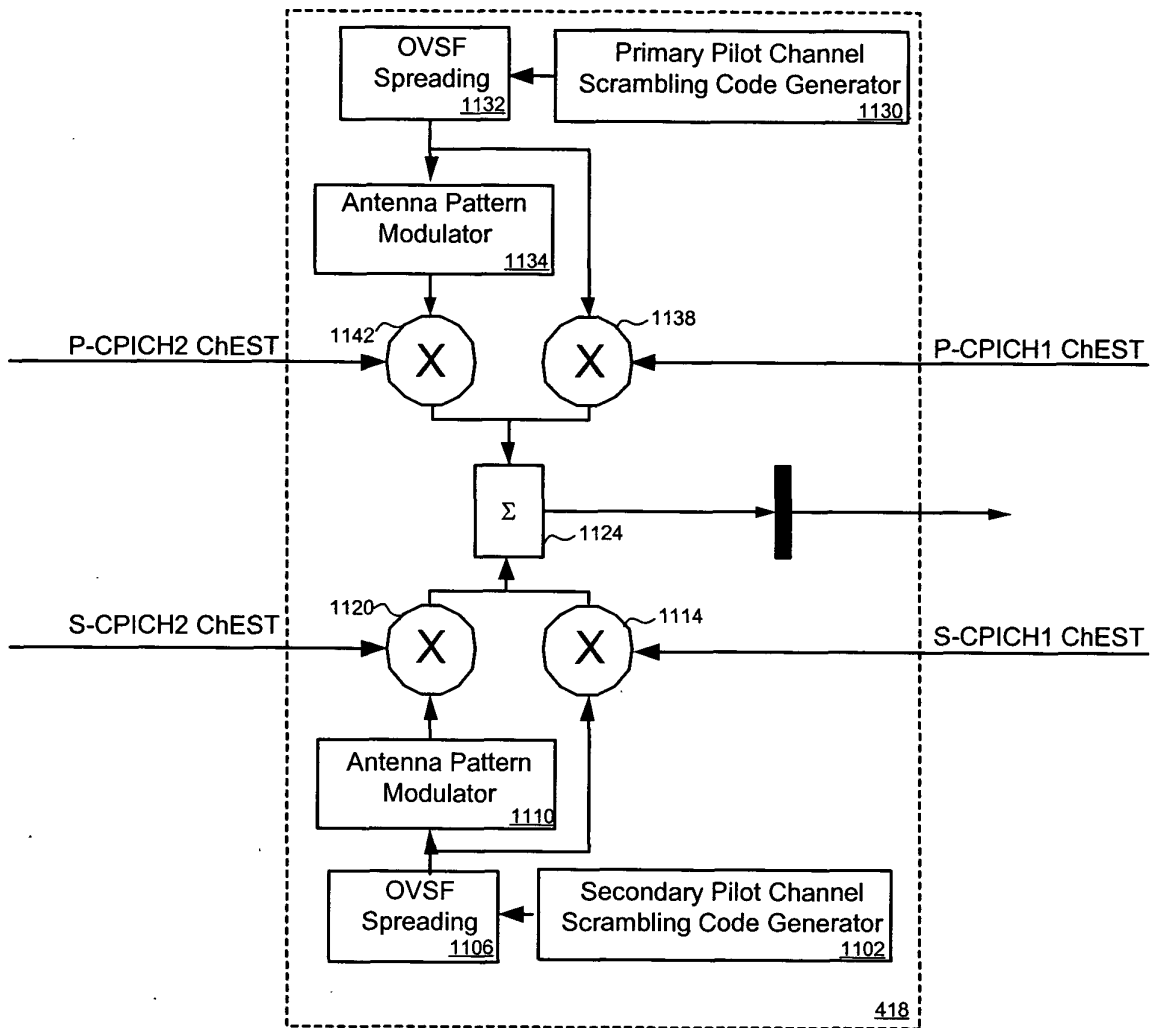 OVSF
Spreading
1132
Primary Pilot Channel
Scrambling Code Generator
1130
Antenna Pattern
Modulator
1134
1142
X
1138
X
P-CPICH2 ChEST
P-CPICH1 ChEST
Σ
1124
1120
X
1114
X
S-CPICH2 ChEST
S-CPICH1 ChEST
Antenna Pattern
Modulator
1110
OVSF
Spreading
1106
Secondary Pilot Channel
Scrambling Code Generator
1102
418